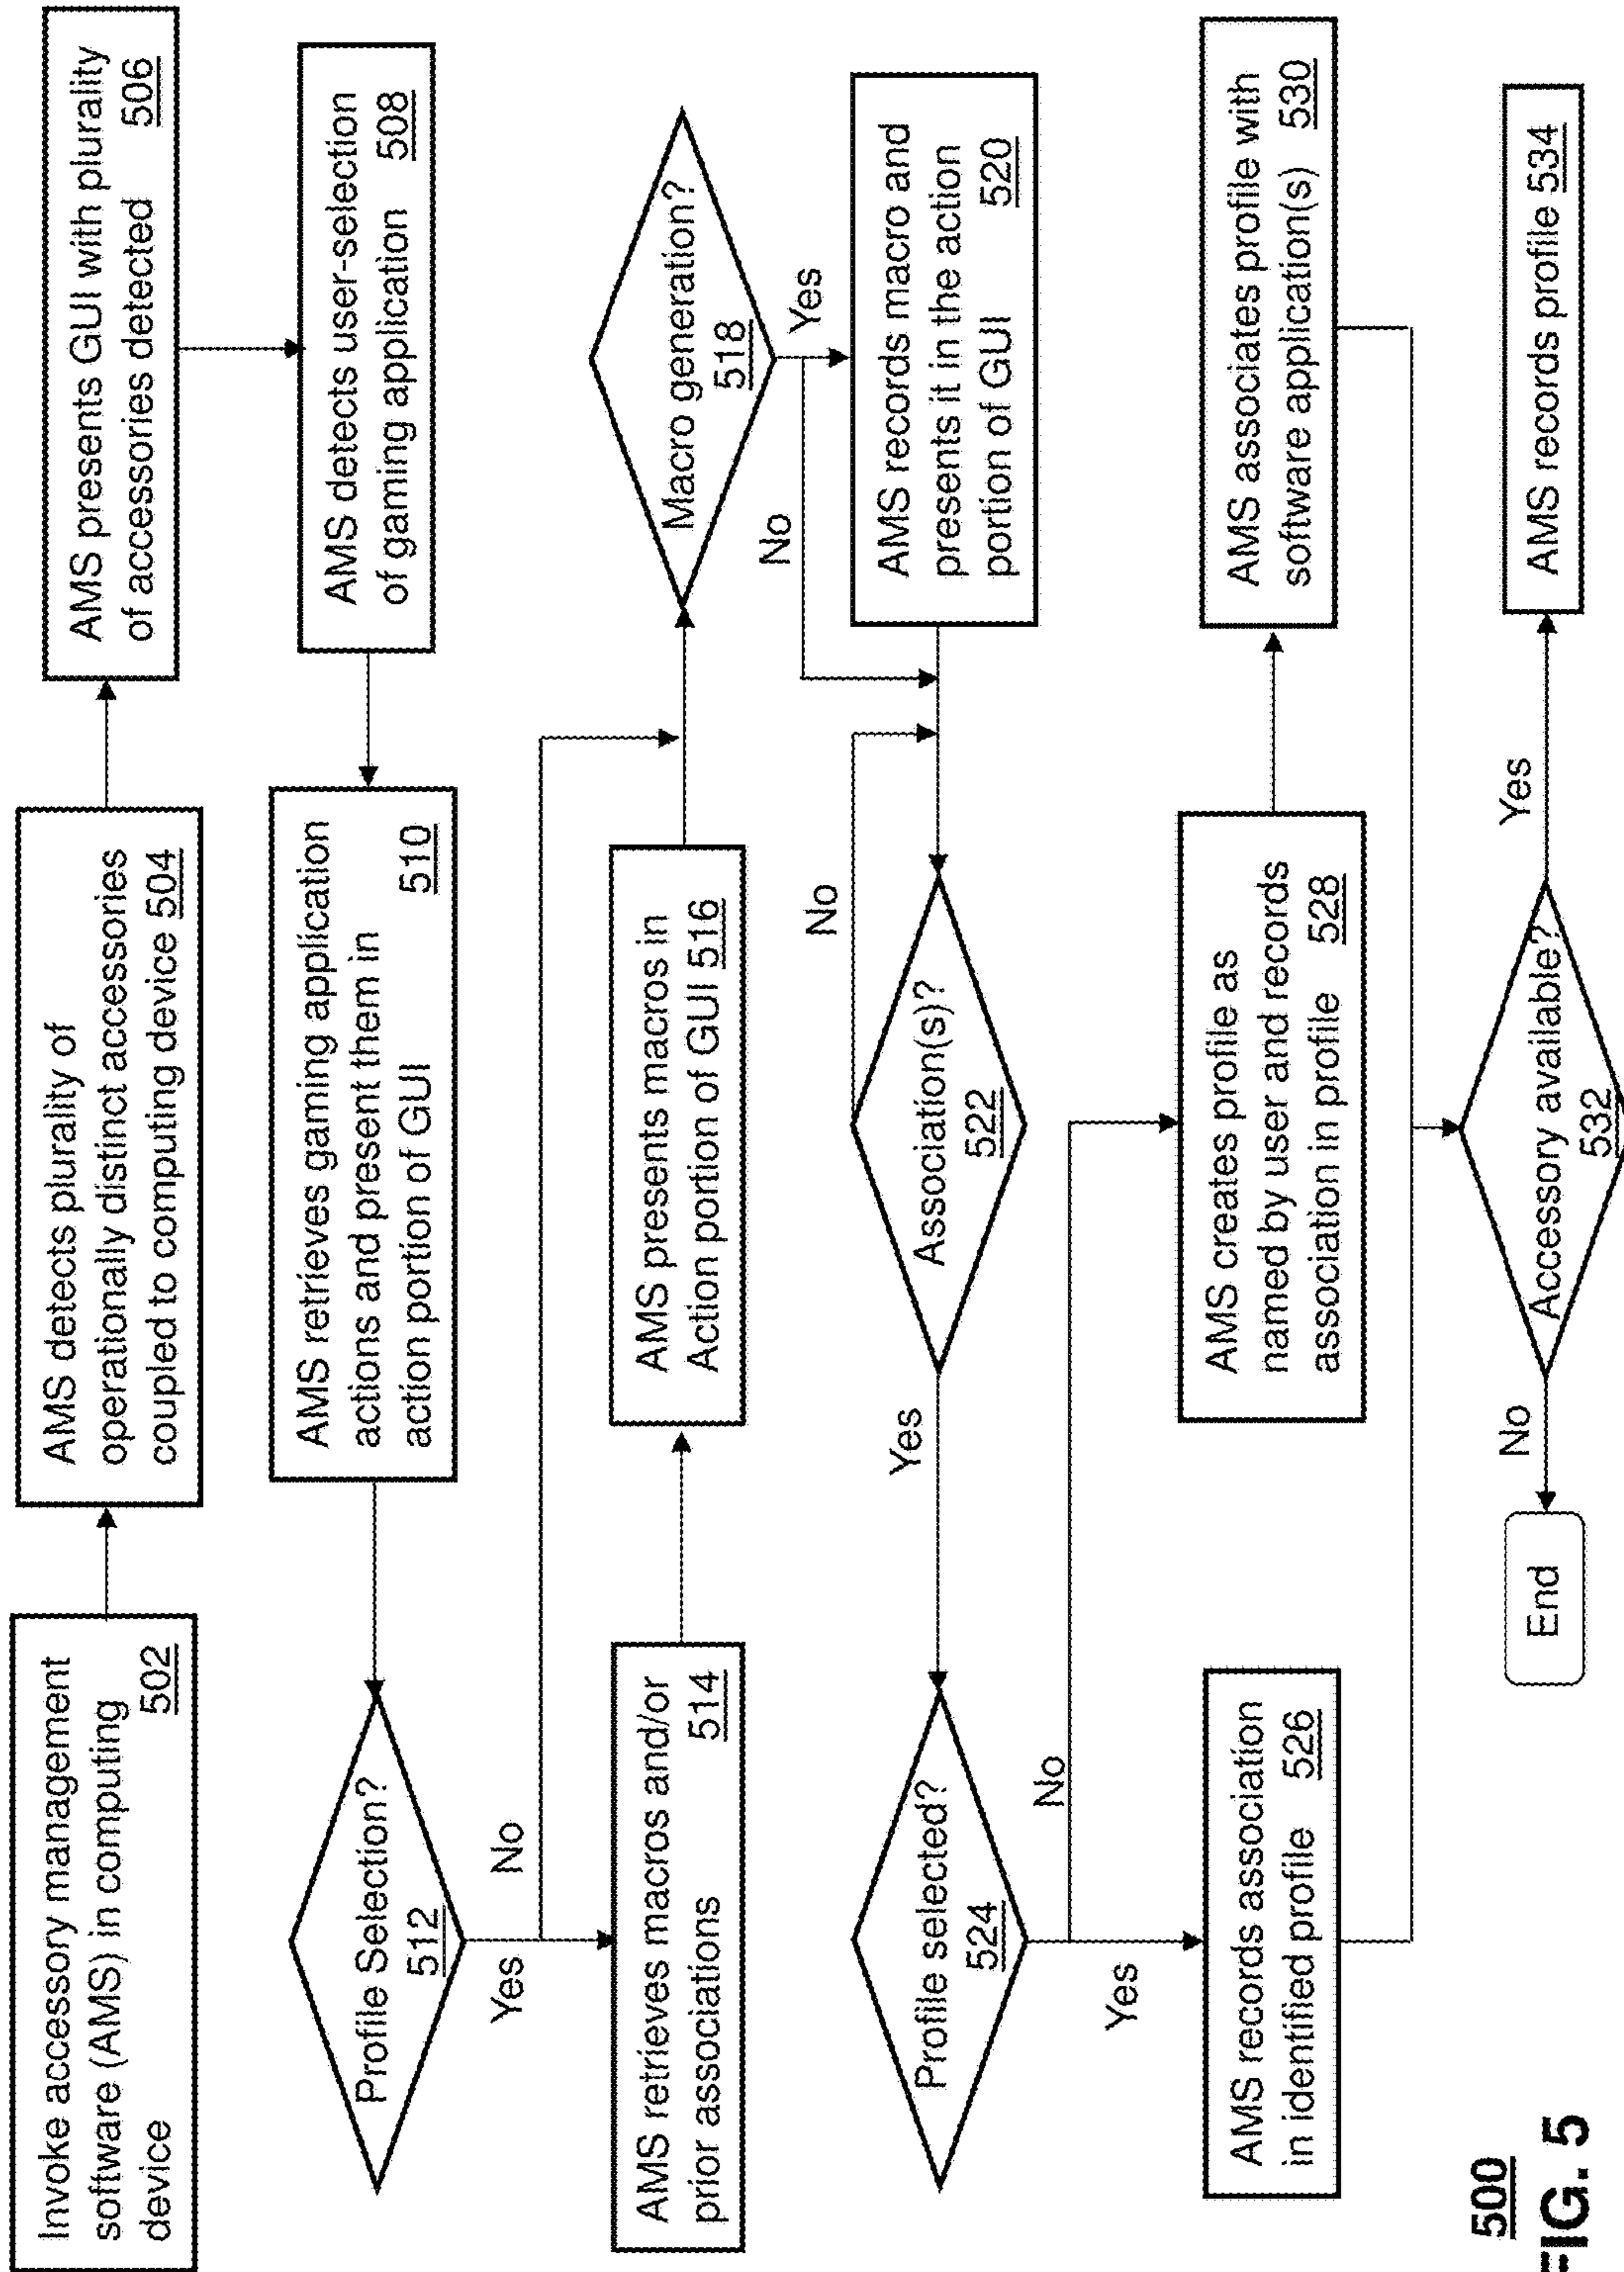 Invoke accessory management
software (AMS) in computing
device 502
AMS detects plurality of
operationally distinct accessories
coupled to computing device 504
AMS presents GUI with plurality
of accessories detected 506
AMS detects user-selection
of gaming application 508
AMS retrieves gaming application
actions and present them in
action portion of GUI 510
Profile Selection?
512
Yes
No
AMS retrieves macros and/or
prior associations 514
AMS presents macros in
Action portion of GUI 516
Macro generation?
518
No
Yes
AMS records macro and
presents it in the action
portion of GUI 520
Association(s)?
522
No
Yes
Profile selected?
524
Yes
No
AMS records association
in identified profile 526
AMS creates profile as
named by user and records
association in profile 528
AMS associates profile with
software application(s) 530
Accessory available?
532
No
Yes
End
AMS records profile 534
500
FIG. 5